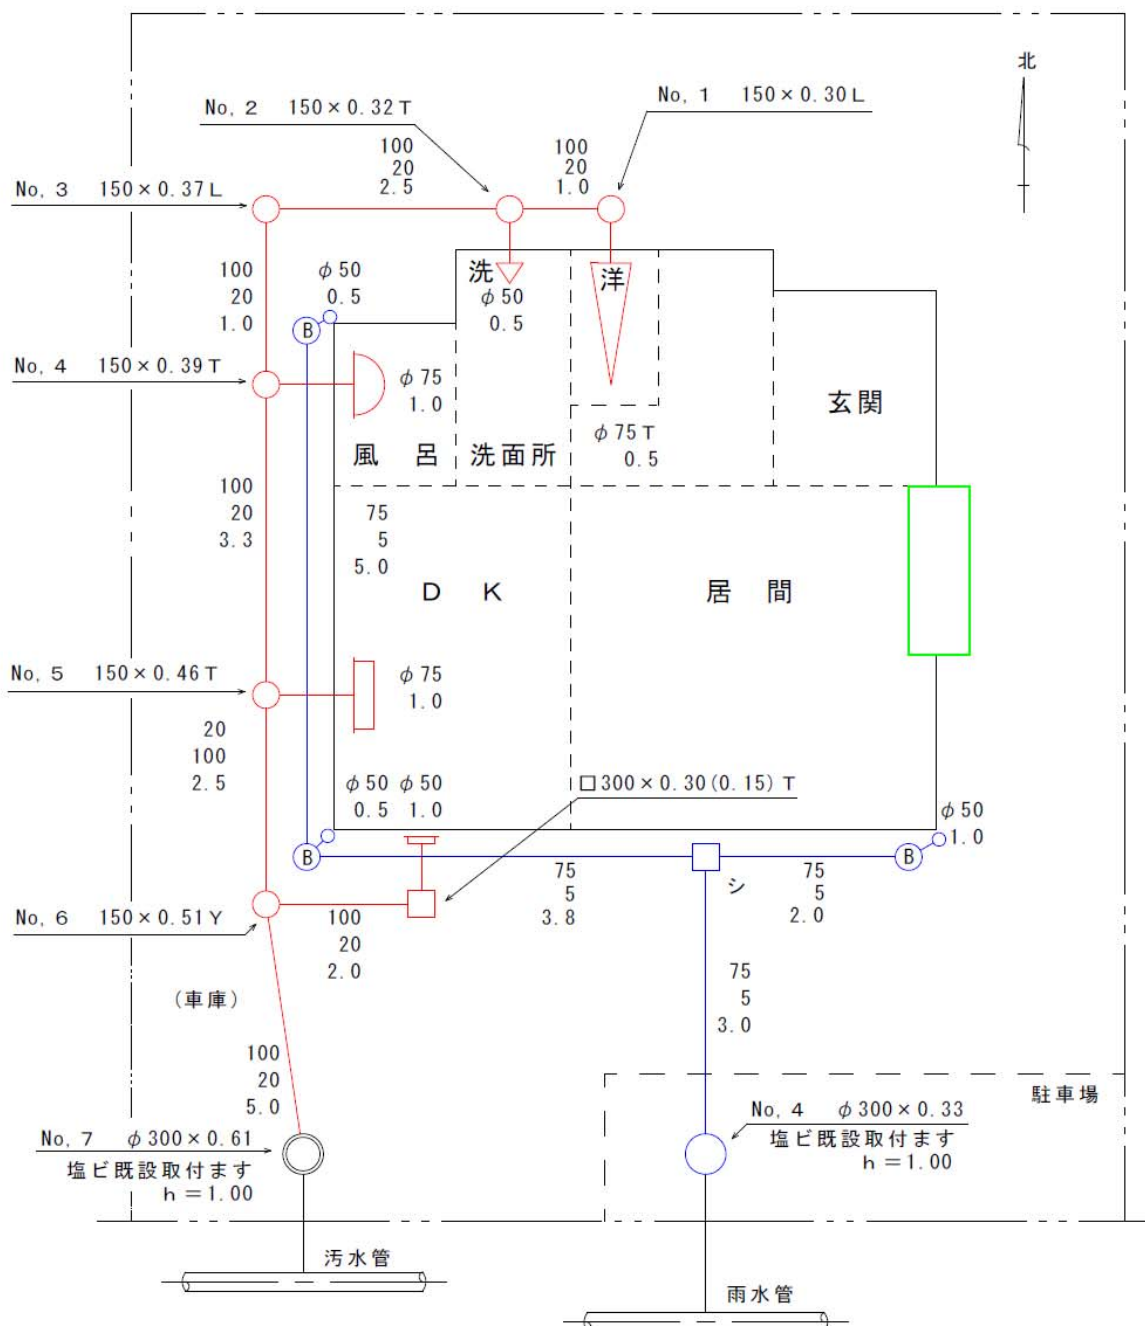 北
No, 1 150×0.30L
No, 2 150×0.32T
100
20
2.5
100
20
1.0
No, 3 150×0.37L
100
20
1.0
φ50
0.5
B
洗
φ50
0.5
洋
No, 4 150×0.39T
φ75
1.0
玄関
φ75T
0.5
風 呂
洗面所
100
20
3.3
75
5
5.0
D K
居 間
No, 5 150×0.46T
φ75
1.0
20
100
2.5
φ50
0.5
φ50
1.0
□300×0.30(0.15)T
φ50
1.0
B
B
シ
75
5
3.8
75
5
2.0
No, 6 150×0.51Y
100
20
2.0
75
5
3.0
(車庫)
100
20
5.0
駐車場
No, 7 φ300×0.61
塩ビ既設取付ます
h=1.00
No, 4 φ300×0.33
塩ビ既設取付ます
h=1.00
汚水管
雨水管